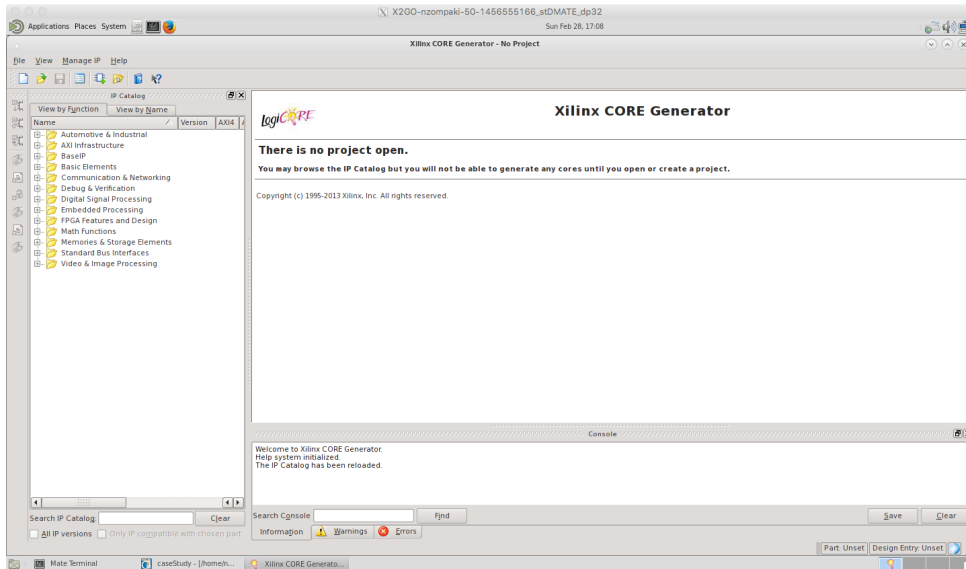 X2GO-nzompaki-50-1456555166_stDMATE_dp32
Applications Places System
Sun Feb 28, 17:08
Xilinx CORE Generator - No Project
File View Manage IP Help
IP Catalog
View by Function View by Name
Name Version AXI4
Automotive & Industrial
AXI Infrastructure
BaseIP
Basic Elements
Communication & Networking
Debug & Verification
Digital Signal Processing
Embedded Processing
FPGA Features and Design
Math Functions
Memories & Storage Elements
Standard Bus Interfaces
Video & Image Processing
Search IP Catalog: Clear
All IP versions Only IP compatible with chosen part
logiCORE
Xilinx CORE Generator
There is no project open.
You may browse the IP Catalog but you will not be able to generate any cores until you open or create a project.
Copyright (c) 1995-2013 Xilinx, Inc. All rights reserved.
Console
Welcome to Xilinx CORE Generator.
Help system initialized.
The IP Catalog has been reloaded.
Search Console Find Save Clear
Information Warnings Errors
Part: Unset Design Entry: Unset
Mate Terminal caseStudy - [/home/n... Xilinx CORE Generato...